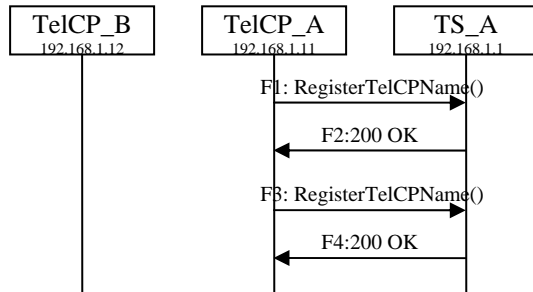 TelCP_B
192.168.1.12
TelCP_A
192.168.1.11
TS_A
192.168.1.1
F1: RegisterTelCPName()
F2:200 OK
F3: RegisterTelCPName()
F4:200 OK